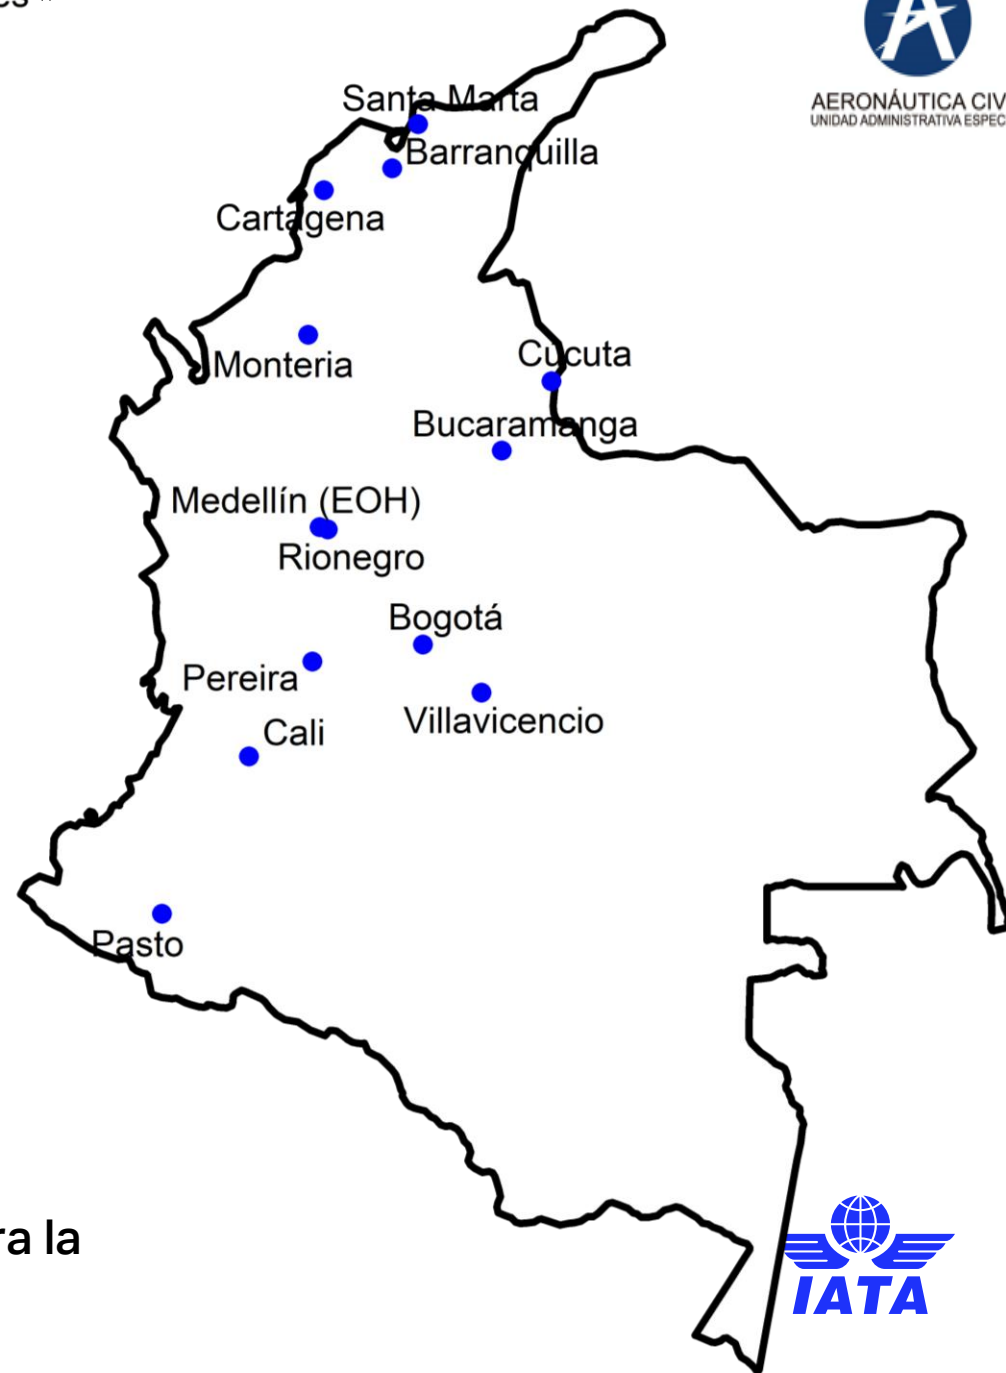 Santa Marta
AERONÁUTICA CIV
UNIDAD ADMINISTRATIVA ESPEC
Barranquilla
Cartagena
Monteria
Cúcuta
Bucaramanga
Medellín (EOH)
Rionegro
Bogotá
Pereira
Villavicencio
Cali
Pasto
ra la
IATA